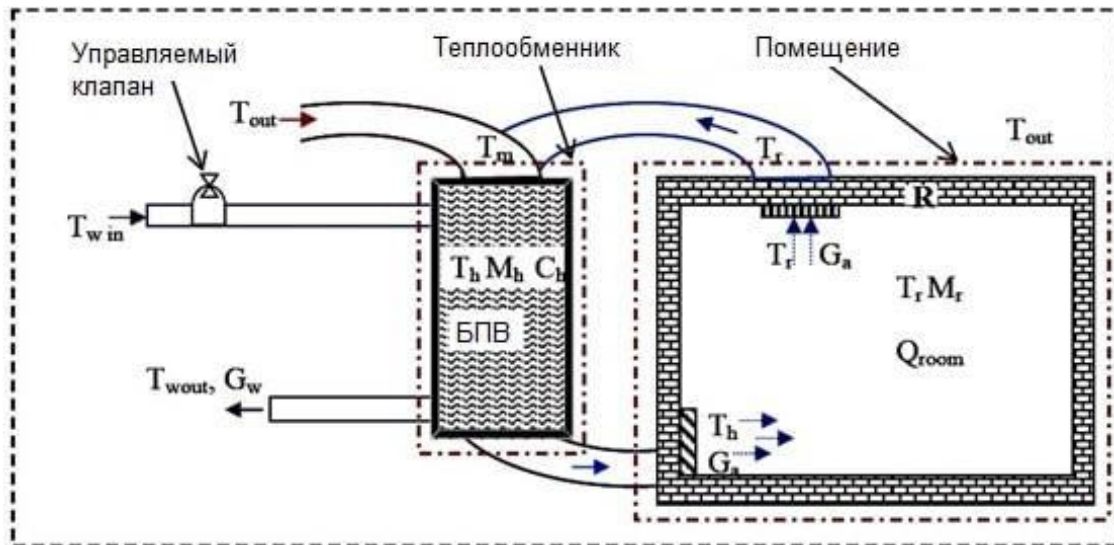 Управляемый
клапан
Теплообменник
Помещение
T_out
T_out
T_m
T_r
R
T_w in
T_r G_a
T_h M_h C_h
T_r M_r
БПВ
Q_room
T_wout, G_w
T_h
G_a